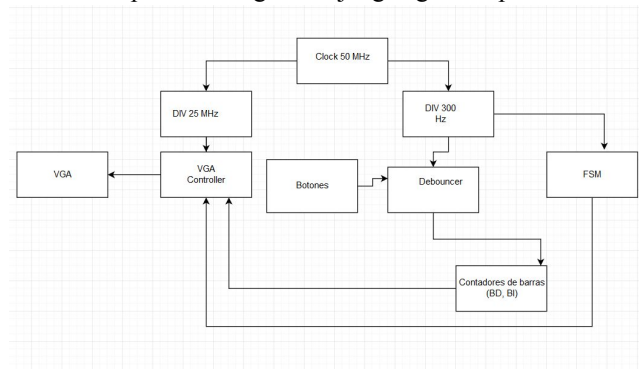 Clock 50 MHz
DIV 25 MHz
DIV 300
Hz
VGA
VGA
Controller
Botones
Debouncer
FSM
Contadores de barras
(BD, BI)